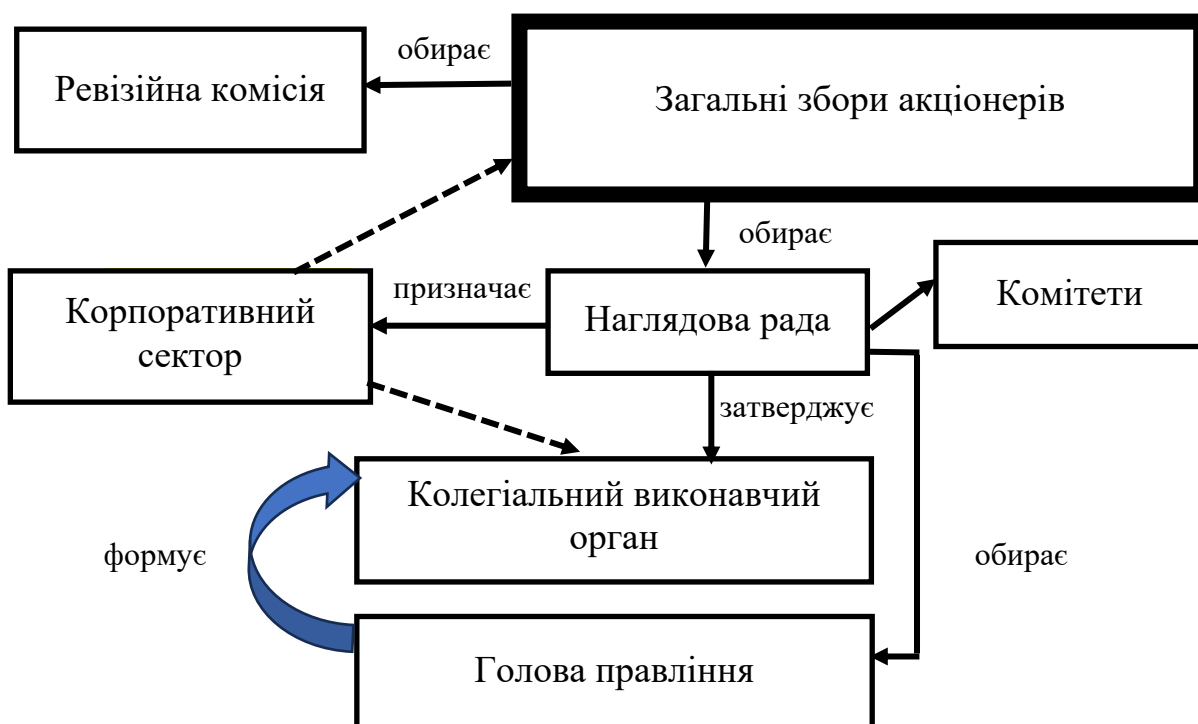 обирає
Ревізійна комісія
Загальні збори акціонерів
обирає
Комітети
призначає
Корпоративний
сектор
Наглядова рада
затверджує
Колегіальний виконавчий
орган
формує
обирає
Голова правління